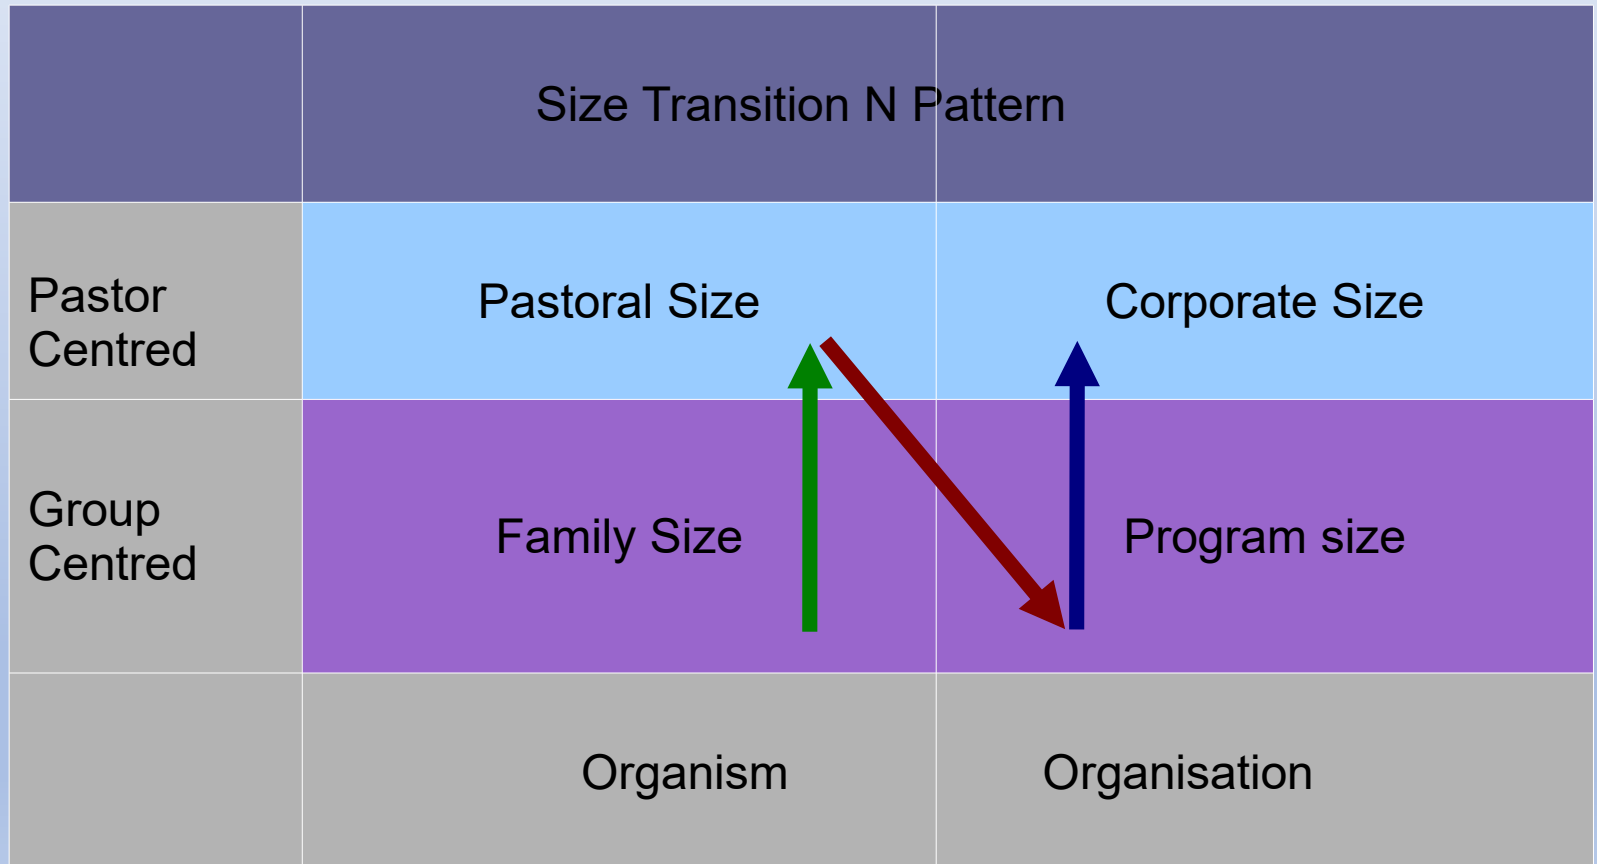 Size Transition N Pattern
Pastor
Centred
Pastoral Size
Corporate Size
Group
Centred
Family Size
Program size
Organism
Organisation